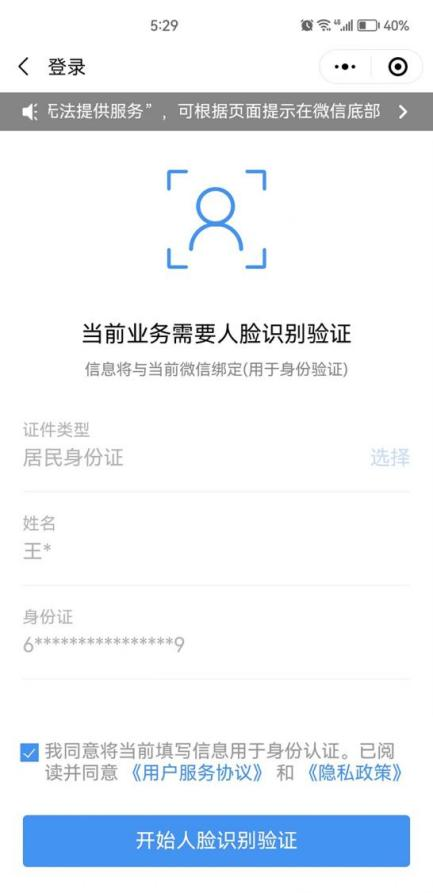 5:29
40%
登录
无法提供服务”，可根据页面提示在微信底部
当前业务需要人脸识别验证
信息将与当前微信绑定(用于身份验证)
证件类型
居民身份证
选择
姓名
王*
身份证
6****************9
我同意将当前填写信息用于身份认证。已阅
读并同意 《用户服务协议》 和 《隐私政策》
开始人脸识别验证